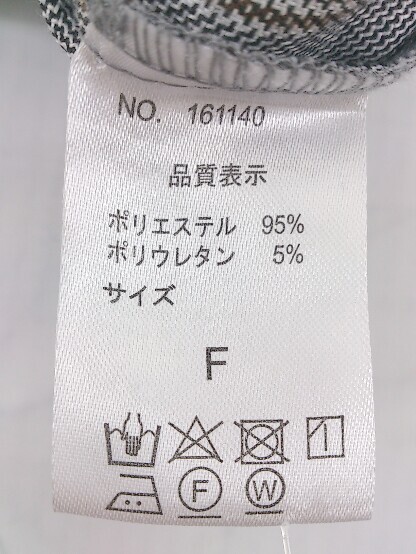 NO. 161140
品質表示
ポリエステル 95%
ポリウレタン 5%
サイズ
F
F W